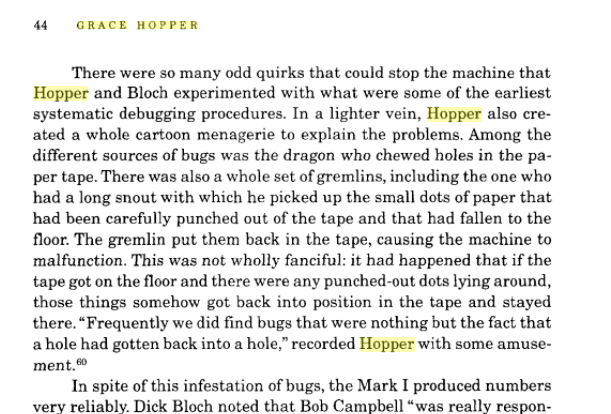 44 GRACE HOPPER
There were so many odd quirks that could stop the machine that
Hopper and Bloch experimented with what were some of the earliest
systematic debugging procedures. In a lighter vein, Hopper also cre-
ated a whole cartoon menagerie to explain the problems. Among the
different sources of bugs was the dragon who chewed holes in the pa-
per tape. There was also a whole set of gremlins, including the one who
had a long snout with which he picked up the small dots of paper that
had been carefully punched out of the tape and that had fallen to the
floor. The gremlin put them back in the tape, causing the machine to
malfunction. This was not wholly fanciful: it had happened that if the
tape got on the floor and there were any punched-out dots lying around,
those things somehow got back into position in the tape and stayed
there. “Frequently we did find bugs that were nothing but the fact that
a hole had gotten back into a hole,” recorded Hopper with some amuse-
ment.⁶⁰
In spite of this infestation of bugs, the Mark I produced numbers
very reliably. Dick Bloch noted that Bob Campbell “was really respon-